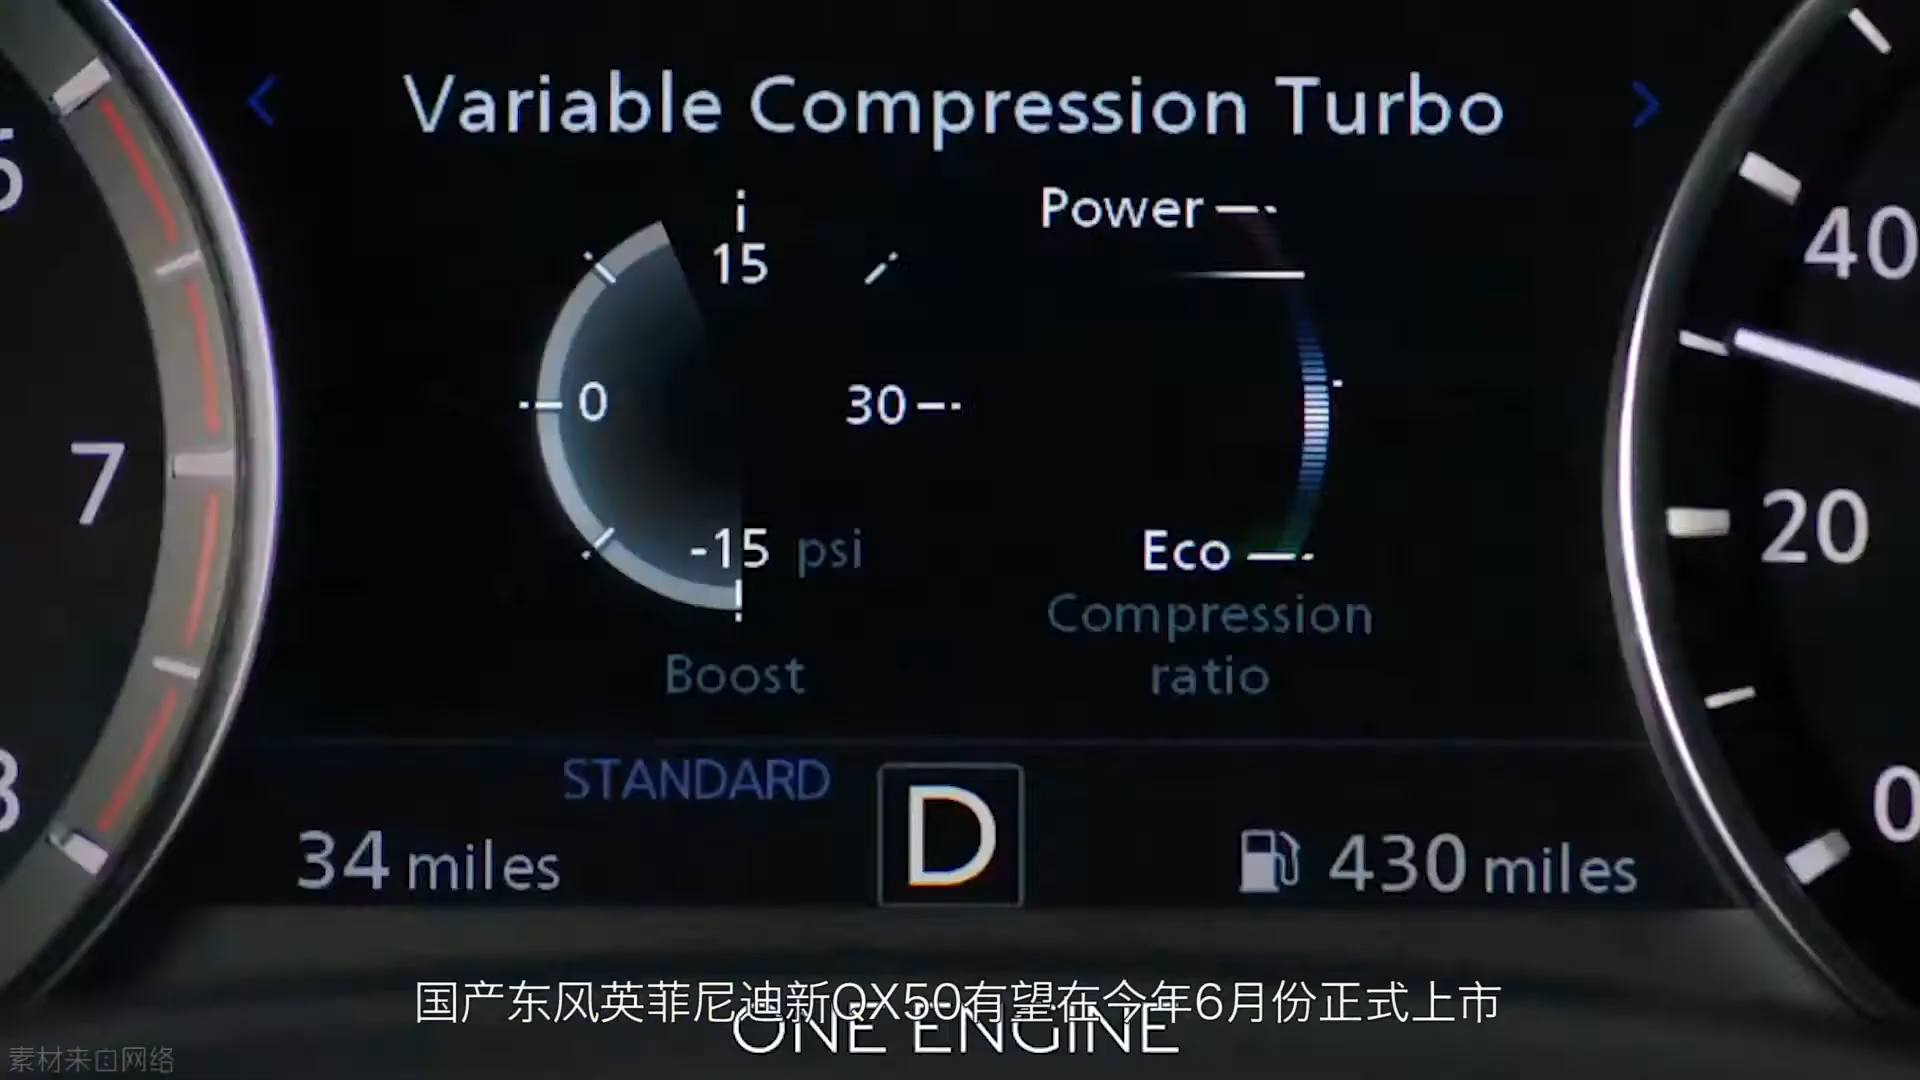 Variable Compression Turbo
Power
i
15
0
30
-15 psi
Eco
Compression
ratio
Boost
7
40
20
0
STANDARD
D
34 miles
430 miles
国产东风英菲尼迪新QX50有望在今年6月份正式上市
ONE ENGINE
素材来自网络